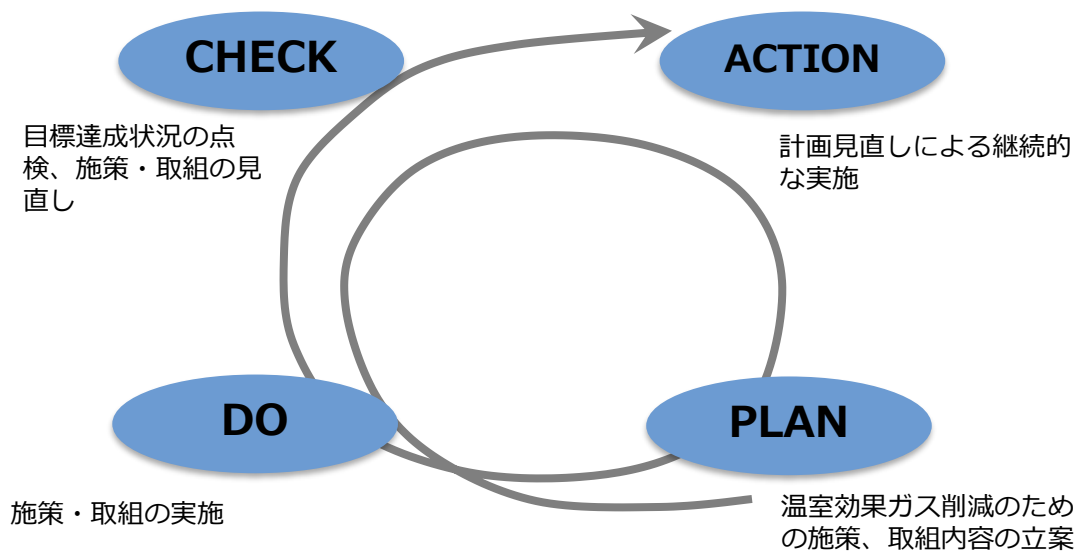 CHECK
目標達成状況の点
検、施策・取組の見
直し
ACTION
計画見直しによる継続的
な実施
DO
施策・取組の実施
PLAN
温室効果ガス削減のため
の施策、取組内容の立案